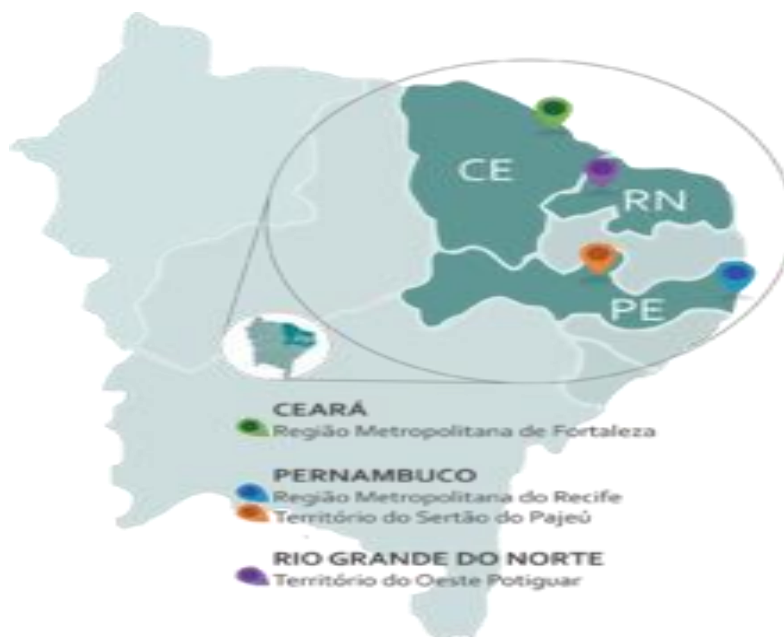 CE
RN
PE
CEARÁ
Região Metropolitana de Fortaleza
PERNAMBUCO
Região Metropolitana do Recife
Território do Sertão do Pajeú
RIO GRANDE DO NORTE
Território do Oeste Potiguar